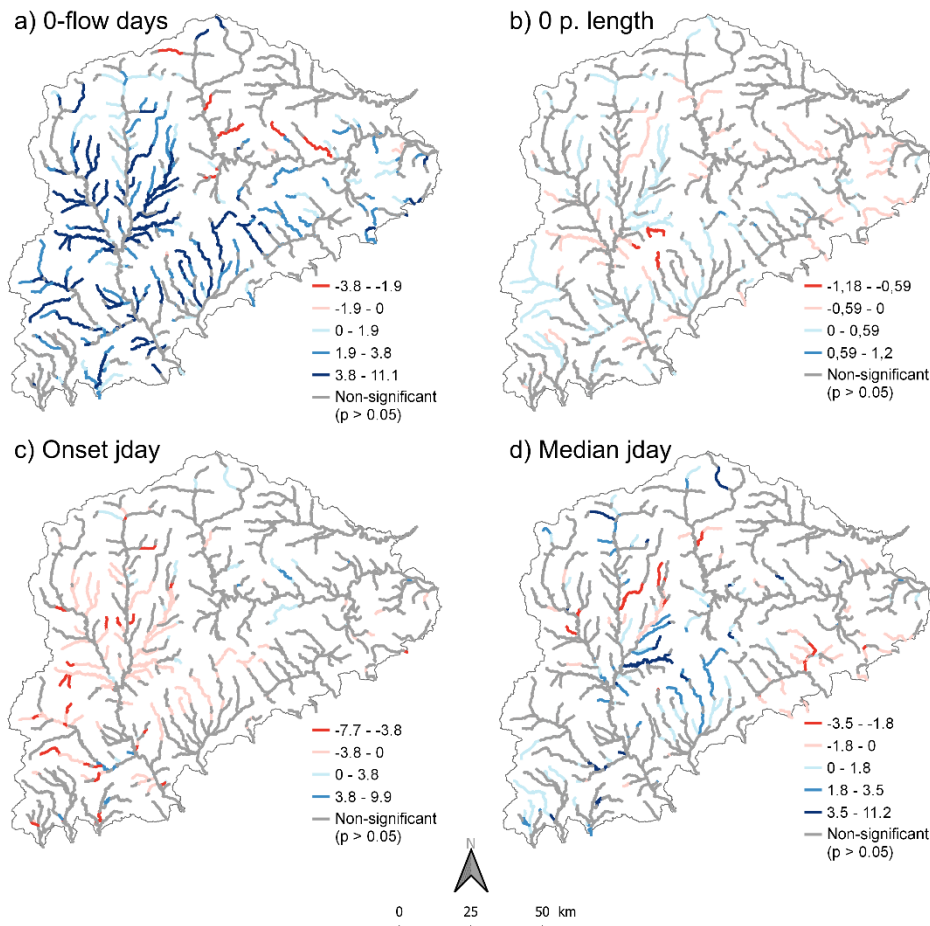 a) 0-flow days
b) 0 p. length
-3.8 - -1.9
-1.9 - 0
0 - 1.9
1.9 - 3.8
3.8 - 11.1
Non-significant
(p > 0.05)
-1,18 - -0,59
-0,59 - 0
0 - 0,59
0,59 - 1,2
Non-significant
(p > 0.05)
c) Onset jday
d) Median jday
-7.7 - -3.8
-3.8 - 0
0 - 3.8
3.8 - 9.9
Non-significant
(p > 0.05)
-3.5 - -1.8
-1.8 - 0
0 - 1.8
1.8 - 3.5
3.5 - 11.2
Non-significant
(p > 0.05)
N
0 25 50 km